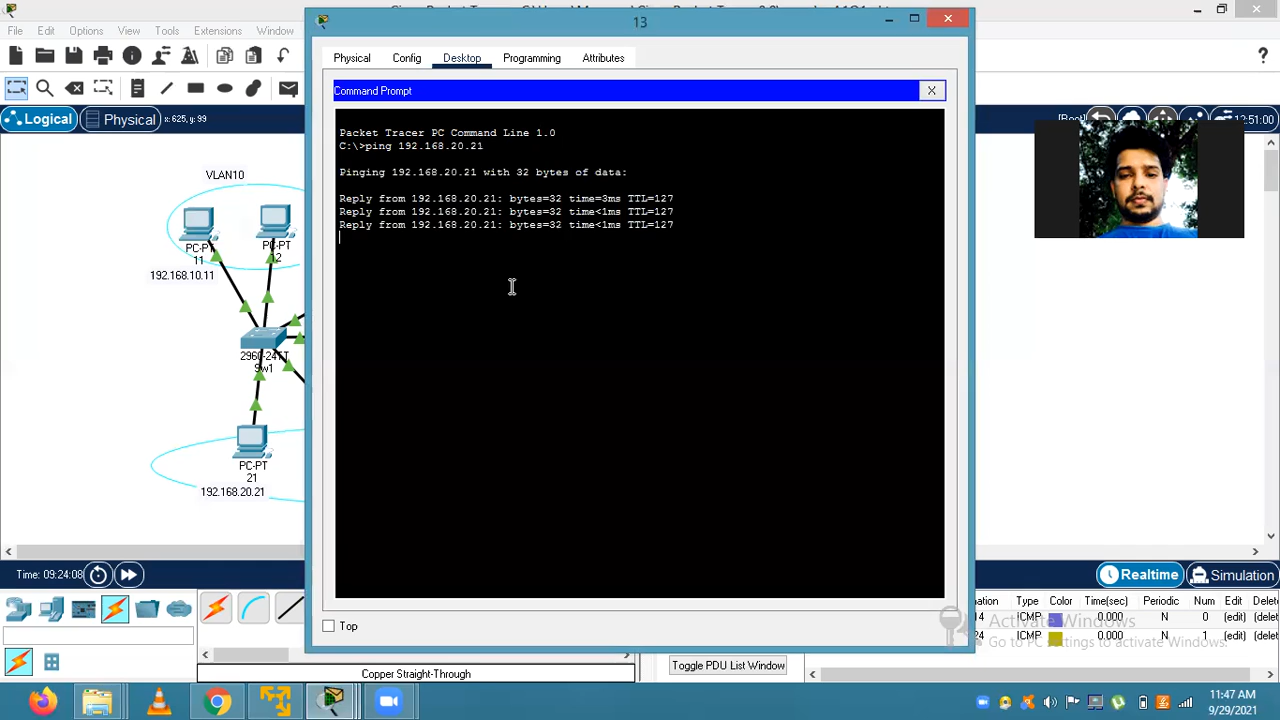 13
File Edit Options View Tools Extensions Window
Physical Config Desktop Programming Attributes
Command Prompt X
Logical Physical x: 625, y: 99
12:51:00
Packet Tracer PC Command Line 1.0
C:\>ping 192.168.20.21
Pinging 192.168.20.21 with 32 bytes of data:
Reply from 192.168.20.21: bytes=32 time=3ms TTL=127
Reply from 192.168.20.21: bytes=32 time<1ms TTL=127
Reply from 192.168.20.21: bytes=32 time<1ms TTL=127
VLAN10
11
12
192.168.10.11
Sw1
PC-PT
21
192.168.20.21
Time: 09:24:08
Realtime Simulation
Top
Type Color Time(sec) Periodic Num Edit
ICMP 0.000 N 0 (edit)
ICMP 0.000 N 1 (edit)
Activate Windows
Go to PC settings to activate Windows.
Toggle PDU List Window
Copper Straight-Through
11:47 AM
9/29/2021